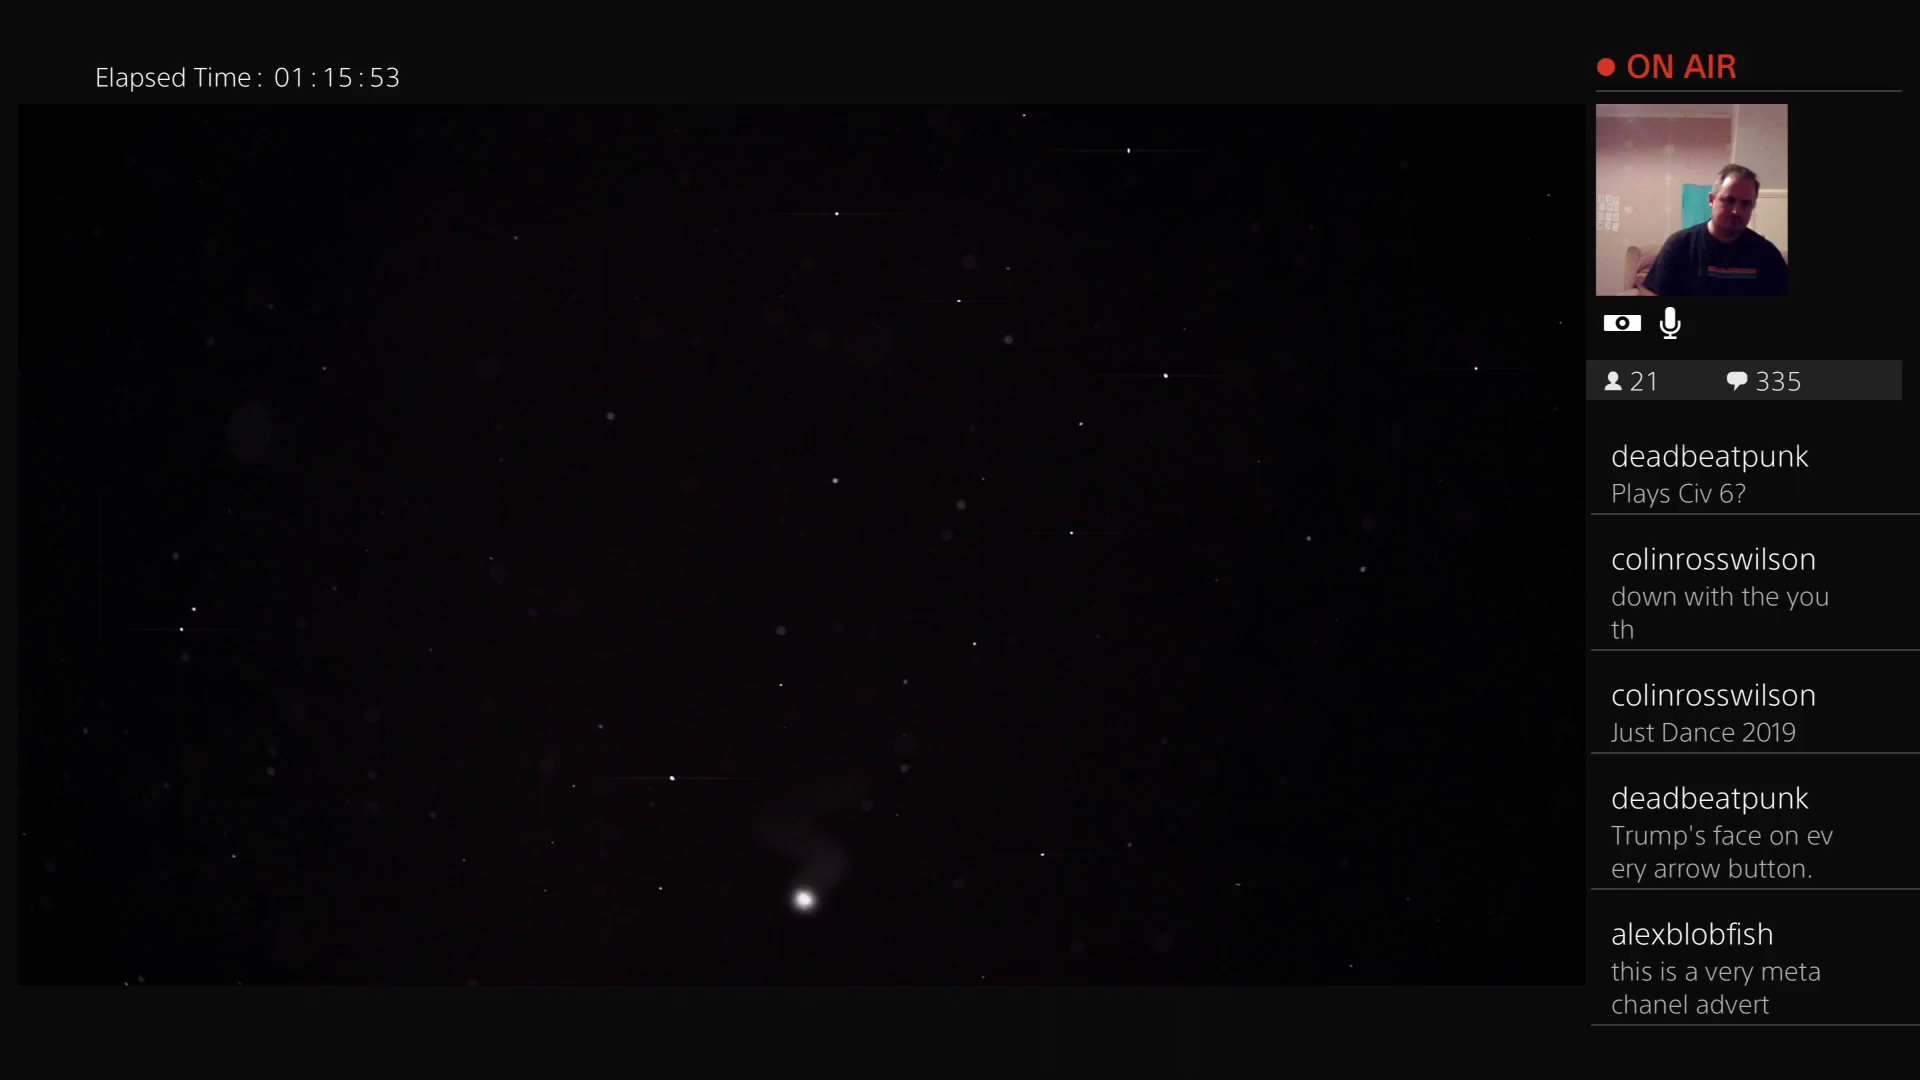 Elapsed Time: 01:15:53
ON AIR
21 335
deadbeatpunk
Plays Civ 6?
colinrosswilson
down with the you
th
colinrosswilson
Just Dance 2019
deadbeatpunk
Trump's face on ev
ery arrow button.
alexblobfish
this is a very meta
chanel advert